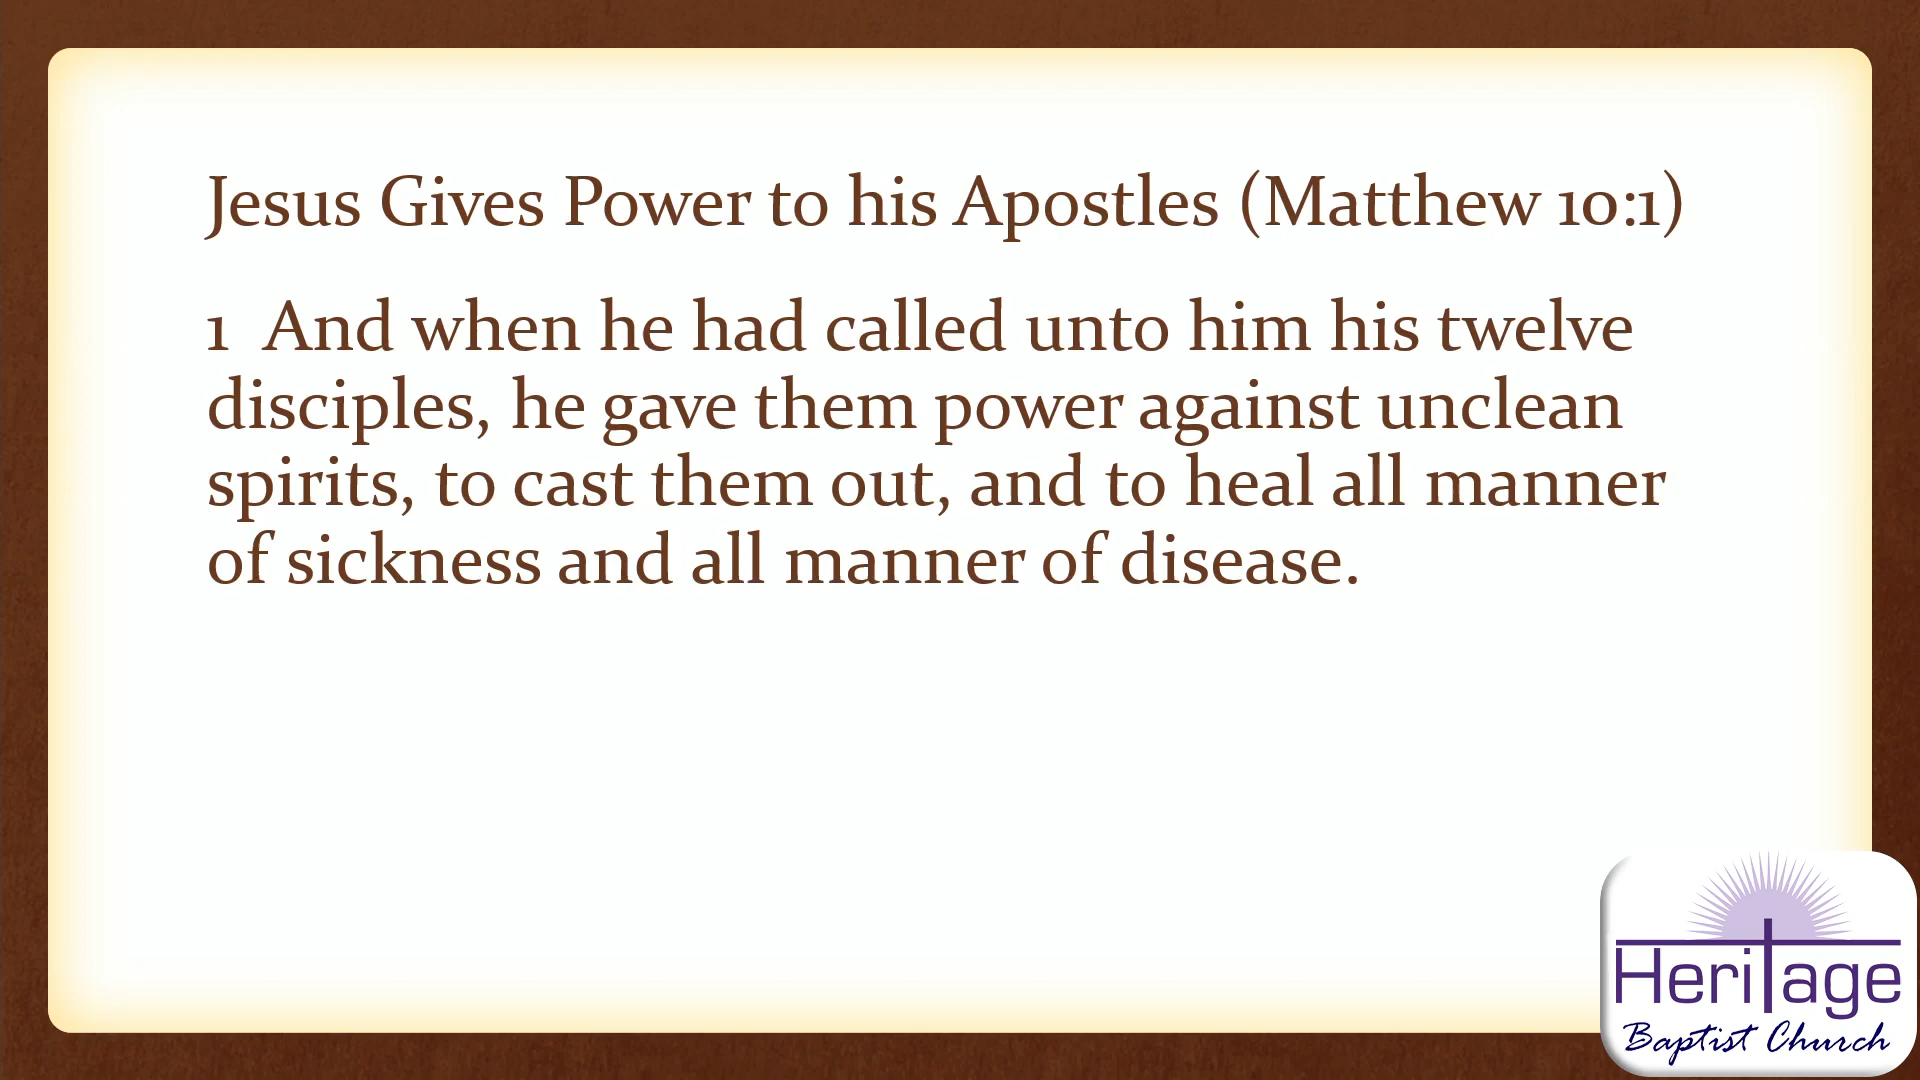 Jesus Gives Power to his Apostles (Matthew 10:1)
1 And when he had called unto him his twelve
disciples, he gave them power against unclean
spirits, to cast them out, and to heal all manner
of sickness and all manner of disease.
Heritage
Baptist Church